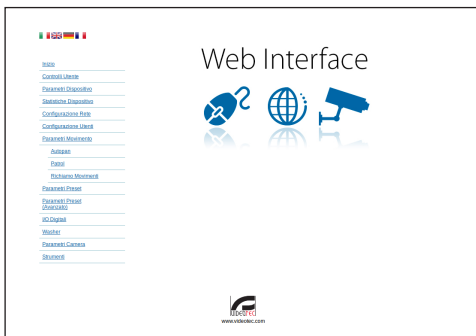 Web Interface
Inizio
Controlli Utente
Parametri Dispositivo
Statistiche Dispositivo
Configurazione Rete
Configurazione Utenti
Parametri Movimento
Autopan
Patrol
Richiamo Movimenti
Parametri Preset
Parametri Preset
(Avanzato)
I/O Digitali
Washer
Parametri Camera
Strumenti
VIDEOTEC
www.videotec.com